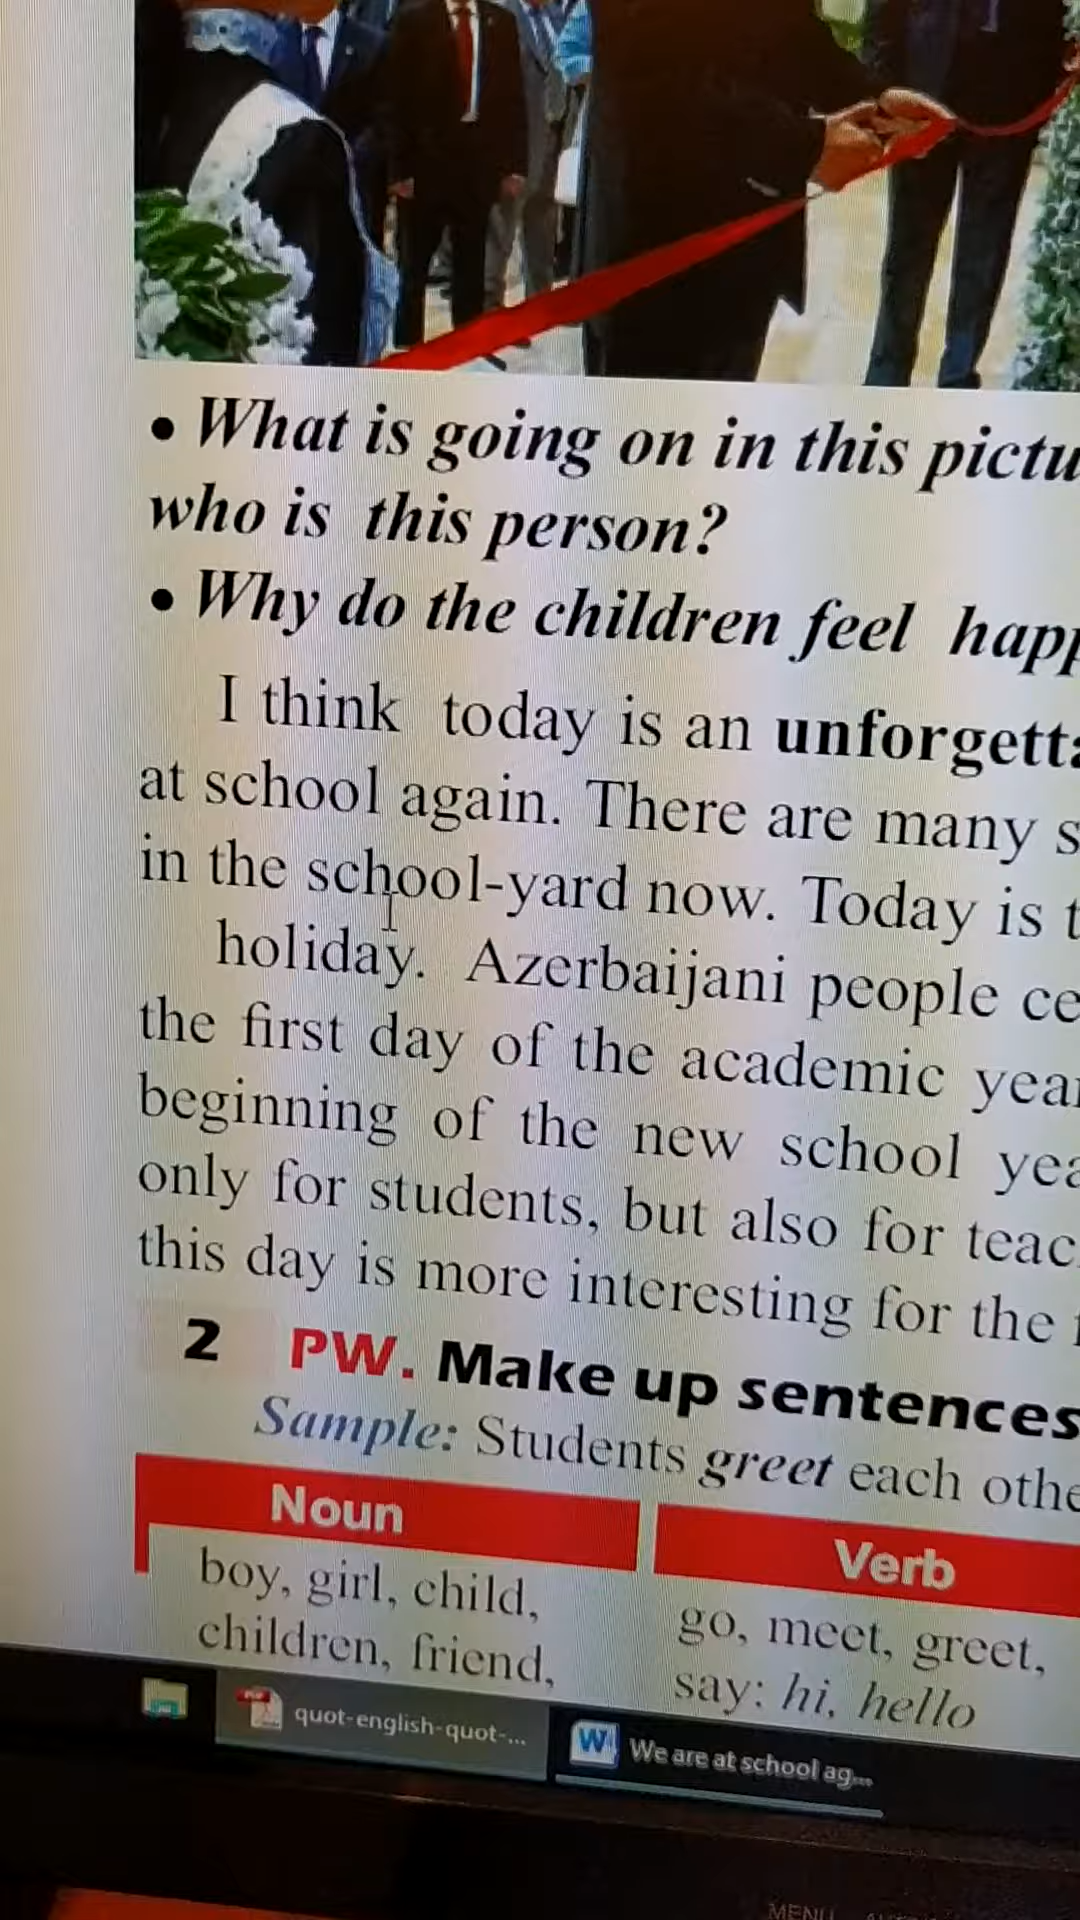 • What is going on in this pictu
who is this person?
• Why do the children feel happ
I think today is an unforgetta
at school again. There are many s
in the school-yard now. Today is t
holiday. Azerbaijani people ce
the first day of the academic year
beginning of the new school yea
only for students, but also for teac
this day is more interesting for the
2 PW. Make up sentences
Sample: Students greet each othe
Noun
Verb
boy, girl, child,
children, friend,
go, meet, greet,
say: hi, hello
quot-english-quot-...
We are at school ag...
MENU